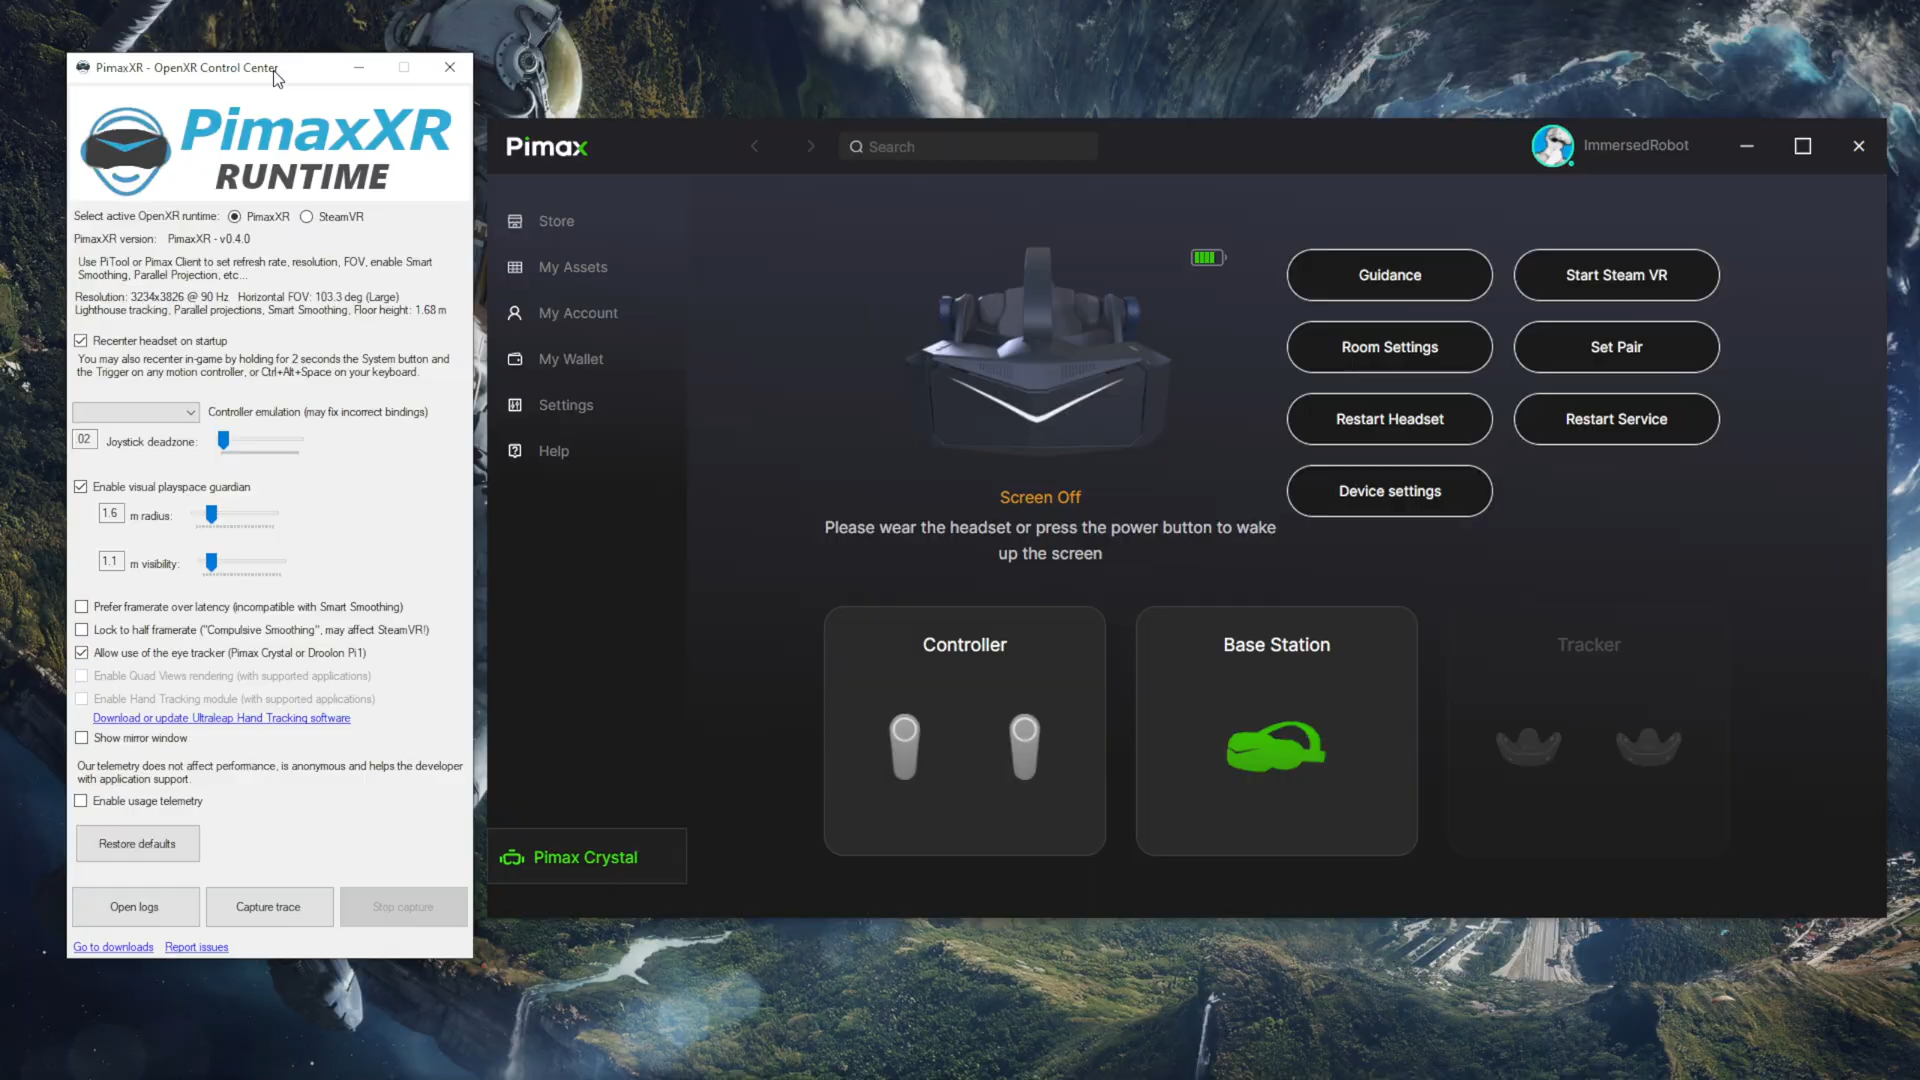 PimaxXR - OpenXR Control Center
PimaxXR
RUNTIME
Select active OpenXR runtime: PimaxXR SteamVR
PimaxXR version: PimaxXR - v0.4.0
Use PiTool or Pimax Client to set refresh rate, resolution, FOV, enable Smart
Smoothing, Parallel Projection, etc...
Resolution: 3234x3826 @ 90 Hz Horizontal FOV: 103.3 deg (Large)
Lighthouse tracking, Parallel projections, Smart Smoothing, Floor height: 1.68 m
Recenter headset on startup
You may also recenter in-game by holding for 2 seconds the System button and
the Trigger on any motion controller, or Ctrl+Alt+Space on your keyboard.
Controller emulation (may fix incorrect bindings)
02 Joystick deadzone:
Enable visual playspace guardian
1.6 m radius:
1.1 m visibility:
Prefer framerate over latency (incompatible with Smart Smoothing)
Lock to half framerate ("Compulsive Smoothing", may affect SteamVR!)
Allow use of the eye tracker (Pimax Crystal or Droolon Pi1)
Enable Quad Views rendering (with supported applications)
Enable Hand Tracking module (with supported applications)
Download or update Ultraleap Hand Tracking software
Show mirror window
Our telemetry does not affect performance, is anonymous and helps the developer
with application support.
Enable usage telemetry
Restore defaults
Open logs Capture trace Stop capture
Go to downloads Report issues
Pimax Search ImmersedRobot
Store
My Assets
My Account
My Wallet
Settings
Help
Pimax Crystal
Screen Off
Please wear the headset or press the power button to wake
up the screen
Guidance Start Steam VR
Room Settings Set Pair
Restart Headset Restart Service
Device settings
Controller Base Station Tracker